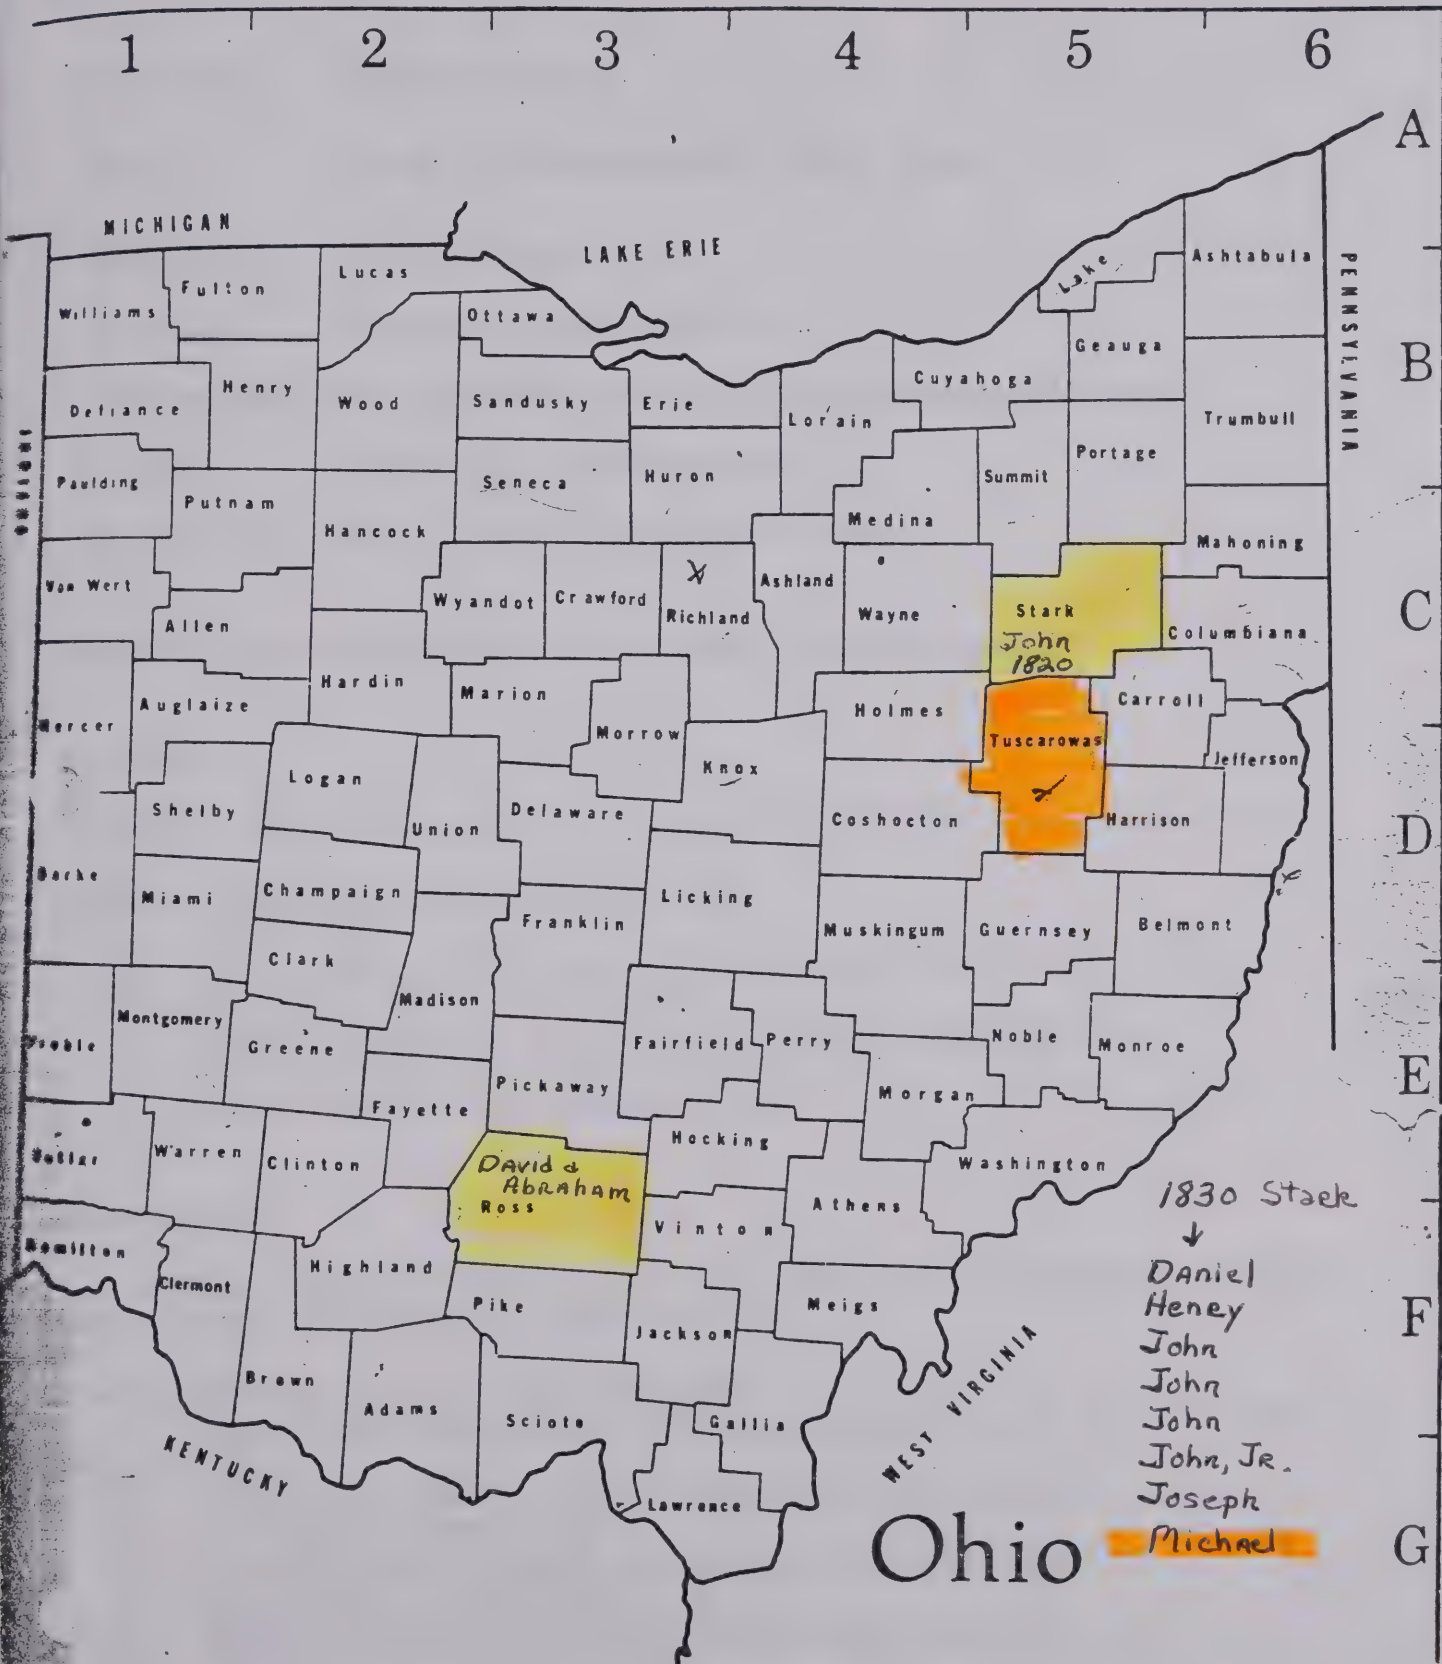 1 2 3 4 5 6
A
MICHIGAN
LAKE ERIE
PENNSYLVANIA
Williams
Fulton
Lucas
Ottawa
Lake
Ashtabula
Geauga
B
Defiance
Henry
Wood
Sandusky
Erie
Lorain
Cuyahoga
Trumbull
Paulding
Putnam
Hancock
Seneca
Huron
Medina
Summit
Portage
Mahoning
Van Wert
Allen
Wyandot
Crawford
Richland
Ashland
Wayne
Stark
John
1820
Columbiana
C
Mercer
Auglaize
Hardin
Marion
Morrow
Knox
Holmes
Tuscarowas
Carroll
Jefferson
Shelby
Logan
Union
Delaware
Coshocton
Harrison
D
Darke
Miami
Champaign
Clark
Franklin
Licking
Muskingum
Guernsey
Belmont
Montgomery
Greene
Madison
Pickaway
Fairfield
Perry
Morgan
Noble
Monroe
E
Fayette
Warren
Clinton
David &
Abraham
Ross
Hocking
Vinton
Athens
Washington
Hamilton
Clermont
Highland
Pike
Jackson
Meigs
F
Brown
Adams
Scioto
Gallia
Lawrence
KENTUCKY
WEST VIRGINIA
1830 Stark
Daniel
Henry
John
John
John
John, Jr.
Joseph
Michael
Ohio
G